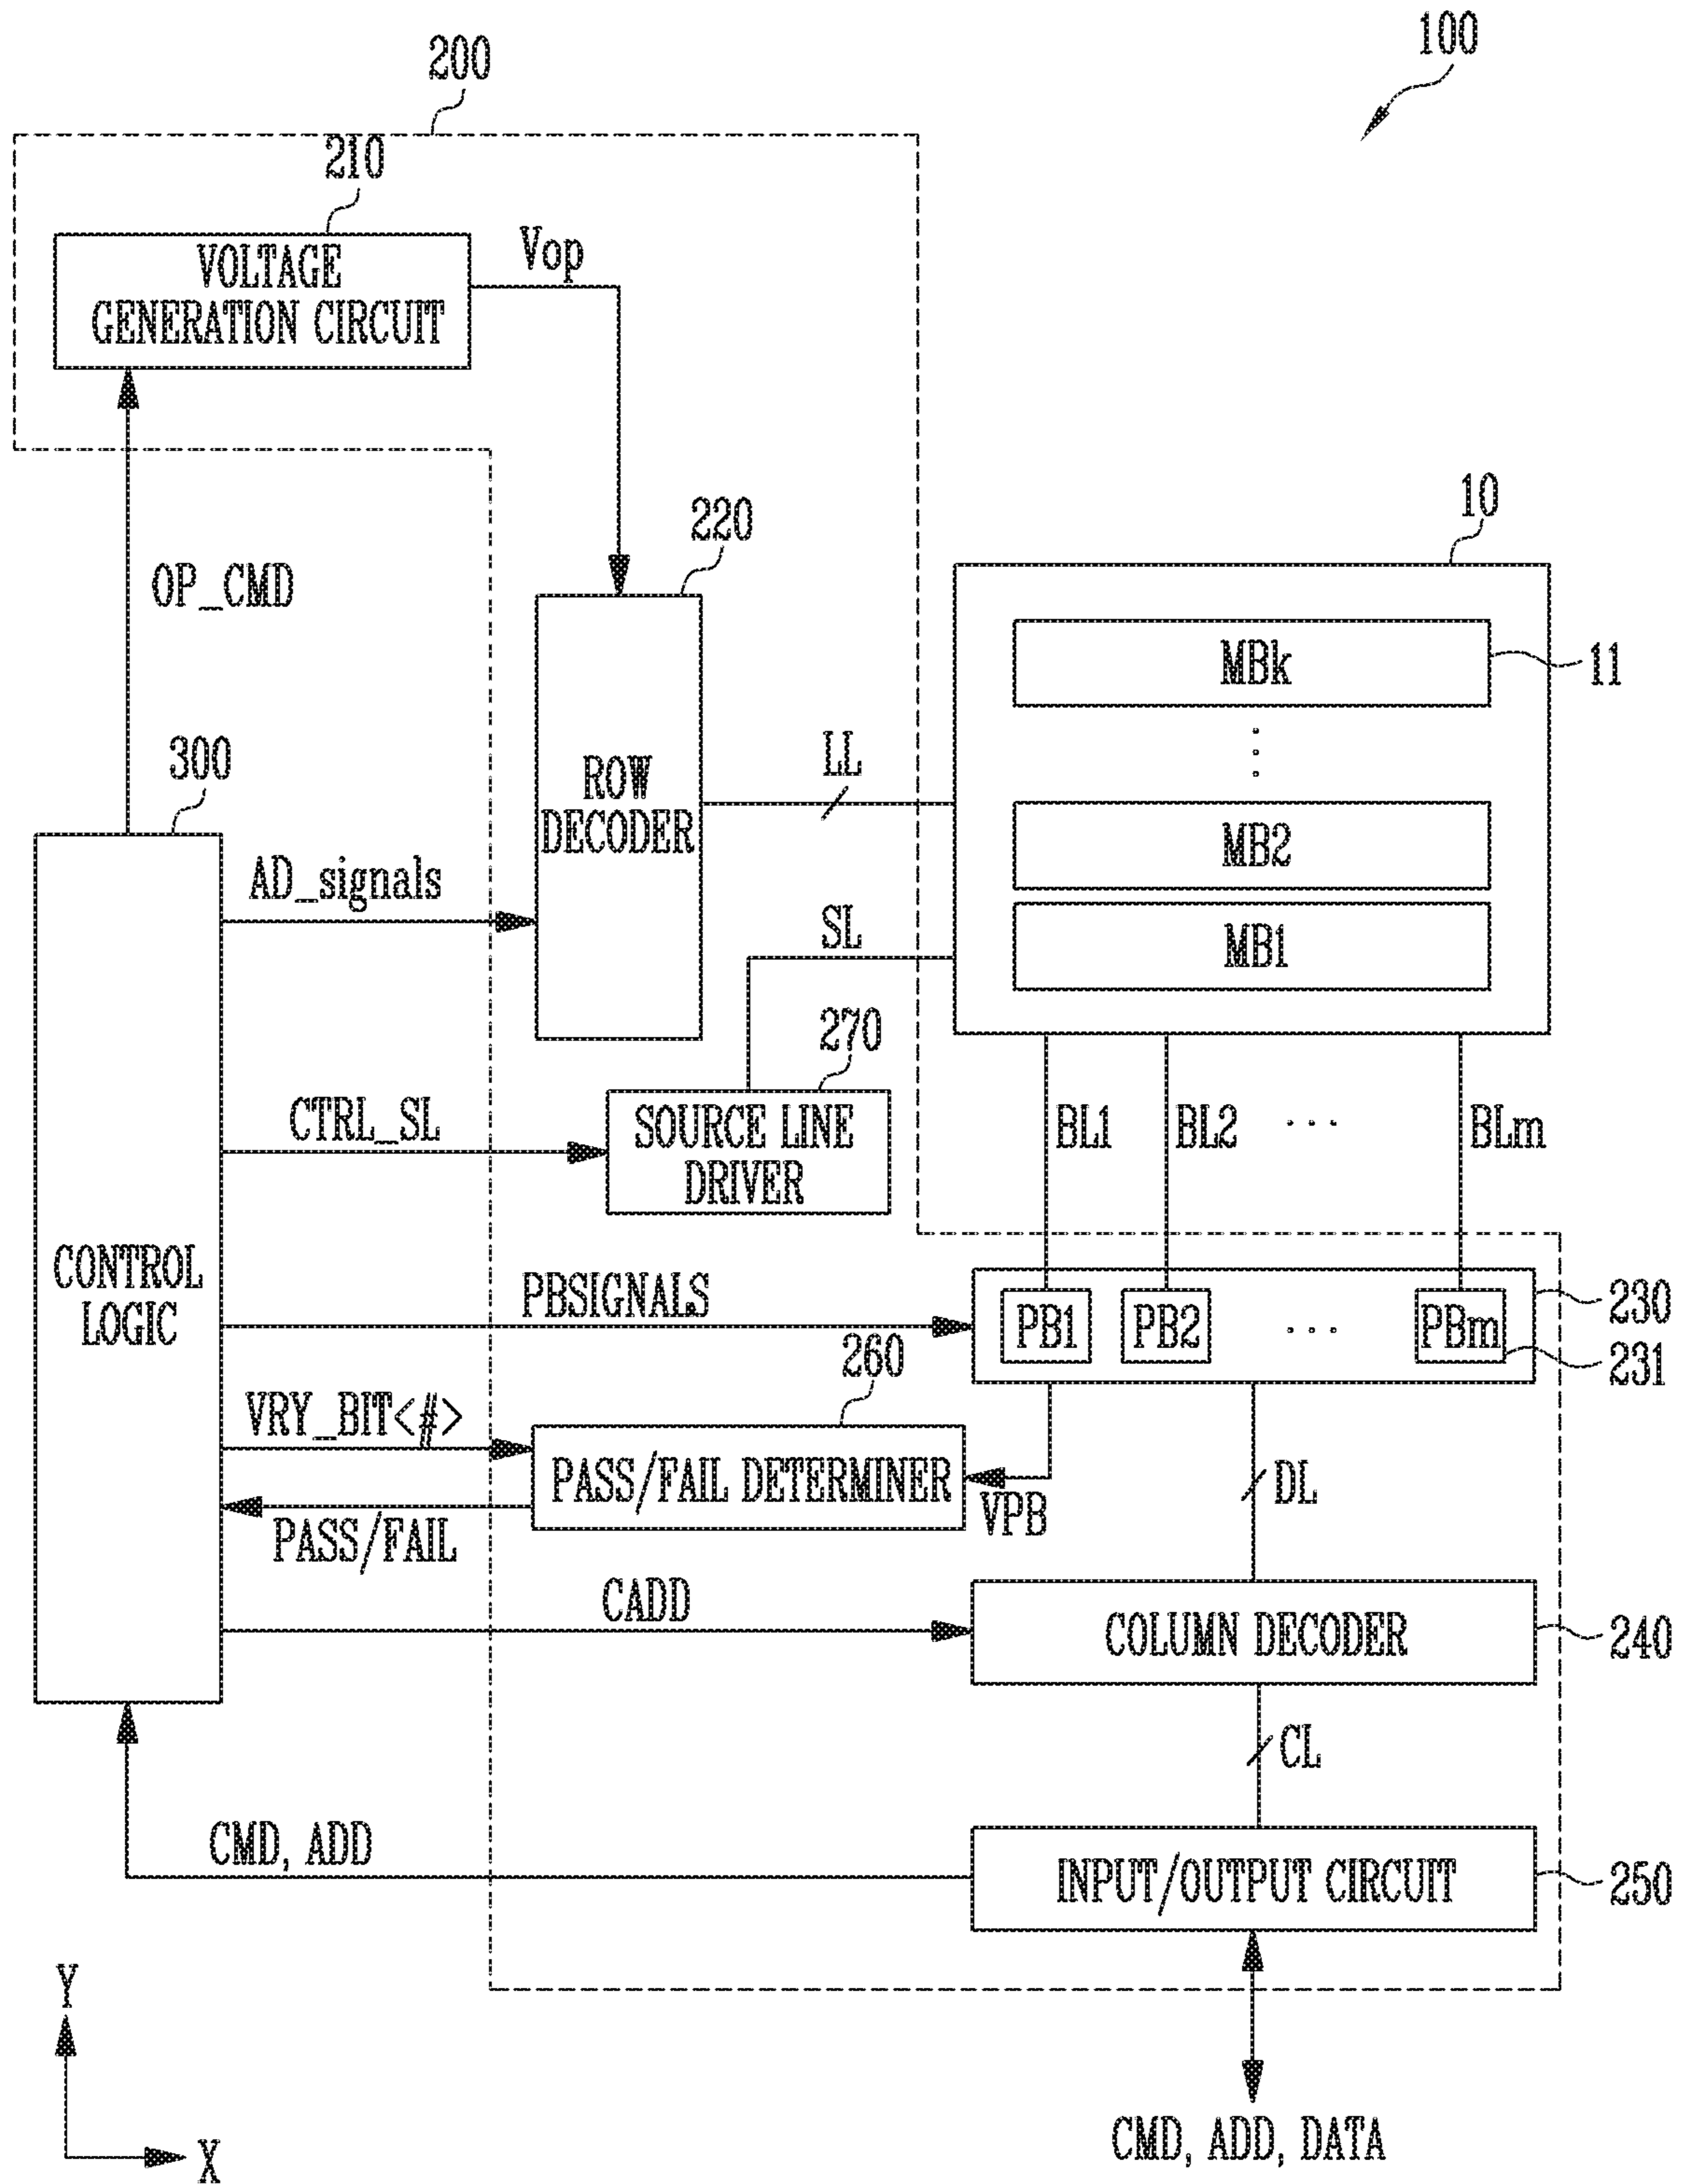 100
200
210
VOLTAGE
GENERATION CIRCUIT
Vop
OP_CMD
220
ROW
DECODER
10
MBk
11
MB2
MB1
LL
SL
300
CONTROL
LOGIC
AD_signals
270
CTRL_SL
SOURCE LINE
DRIVER
BL1
BL2
...
BLm
PBSIGNALS
PB1
PB2
...
PBm
230
231
260
VRY_BIT<#>
PASS/FAIL DETERMINER
PASS/FAIL
VPB
DL
CADD
COLUMN DECODER
240
CL
CMD, ADD
INPUT/OUTPUT CIRCUIT
250
Y
X
CMD, ADD, DATA